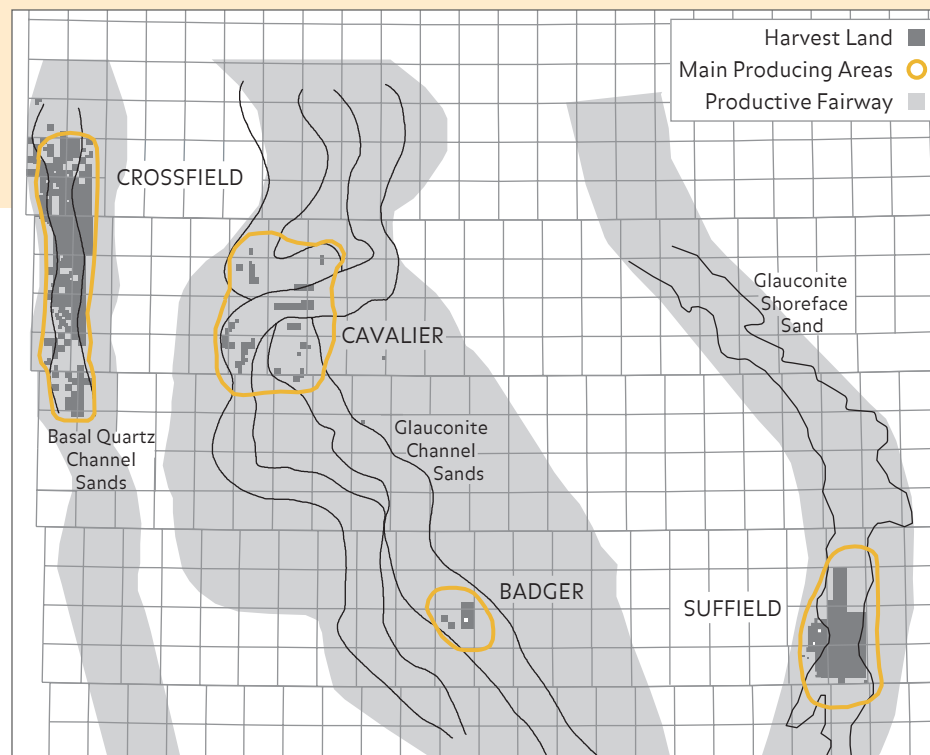 Harvest Land
Main Producing Areas
Productive Fairway
CROSSFIELD
Glauconite
Shoreface
Sand
CAVALIER
Basal Quartz
Channel
Sands
Glauconite
Channel
Sands
BADGER
SUFFIELD